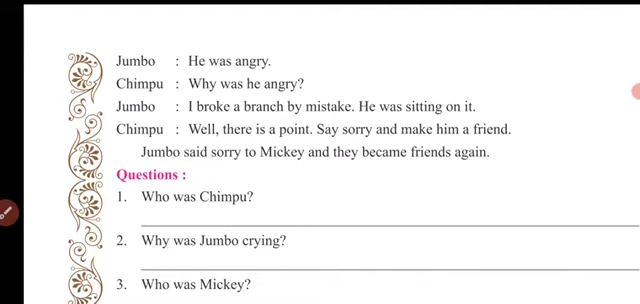 Jumbo : He was angry.
Chimpu : Why was he angry?
Jumbo : I broke a branch by mistake. He was sitting on it.
Chimpu : Well, there is a point. Say sorry and make him a friend.
Jumbo said sorry to Mickey and they became friends again.
Questions :
1. Who was Chimpu?
2. Why was Jumbo crying?
3. Who was Mickey?